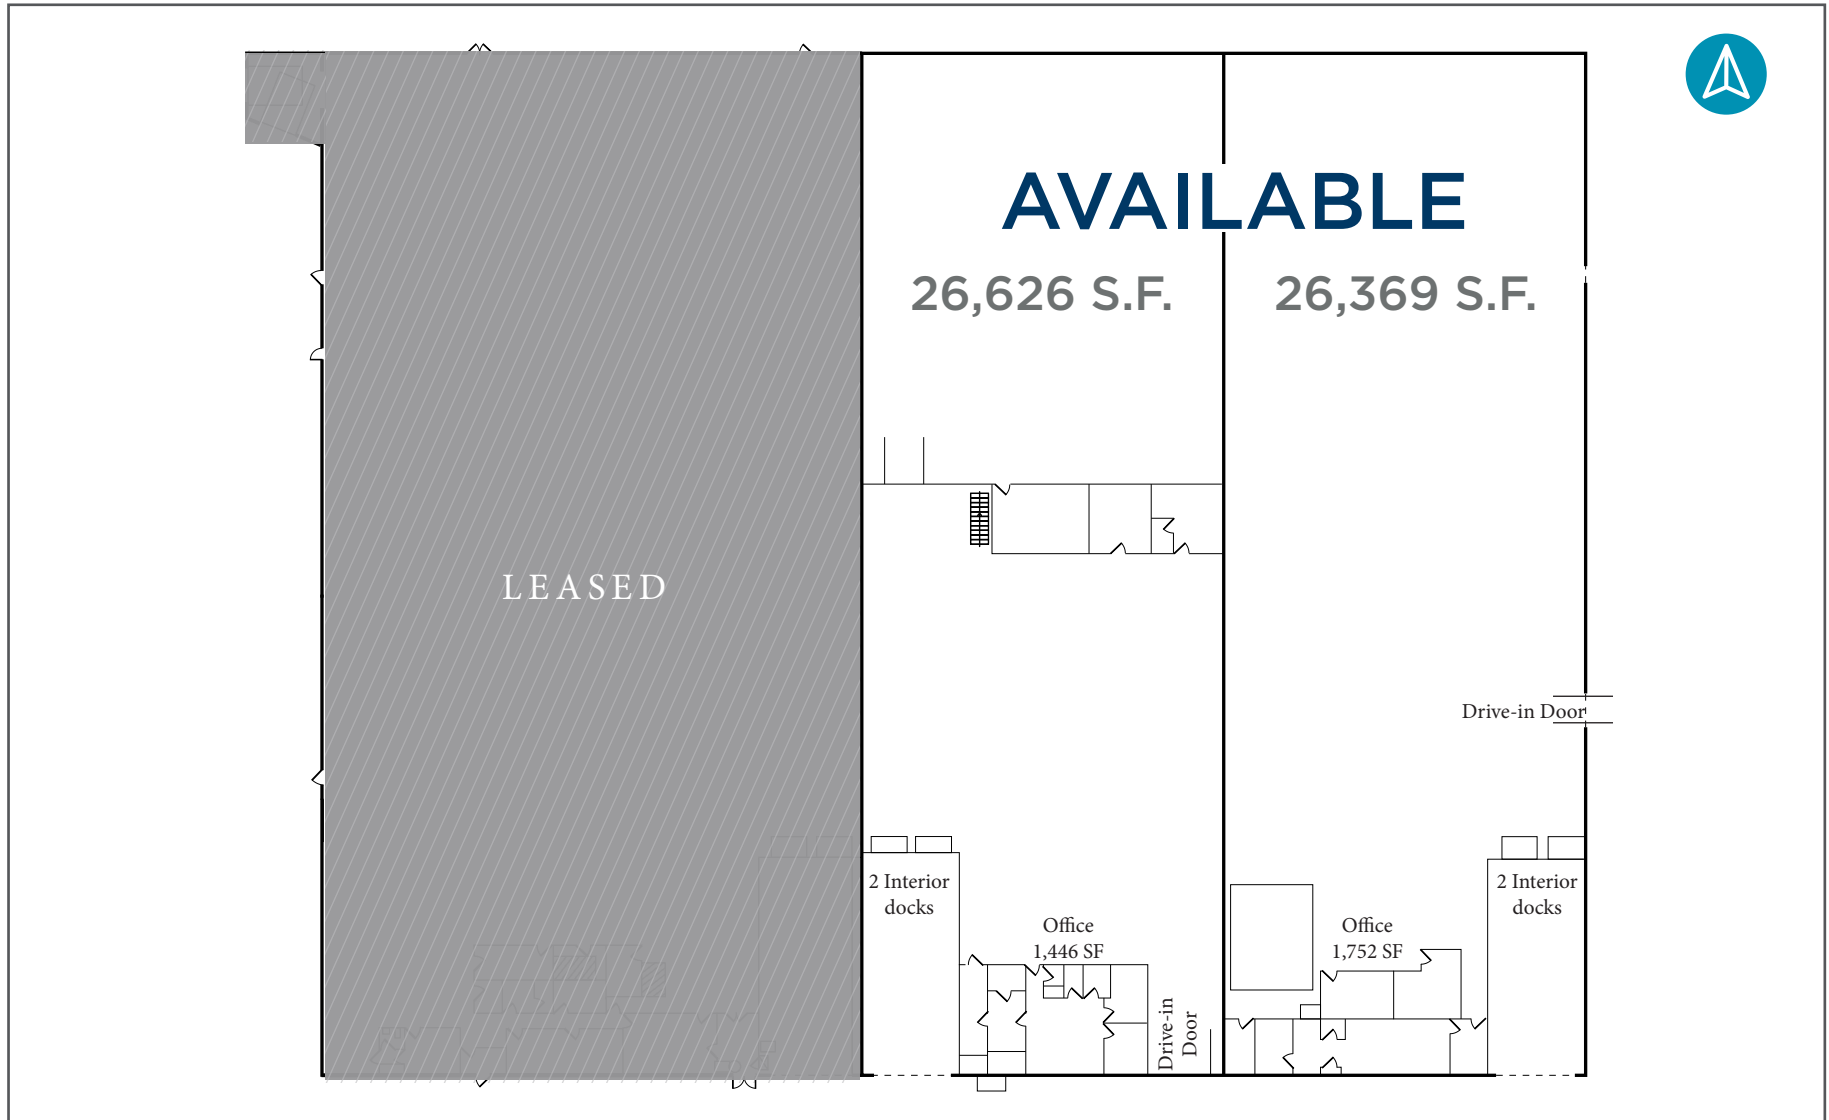 AVAILABLE
26,626 S.F.
26,369 S.F.
LEASED
Drive-in Door
2 Interior
docks
Office
1,446 SF
Drive-in
Door
Office
1,752 SF
2 Interior
docks